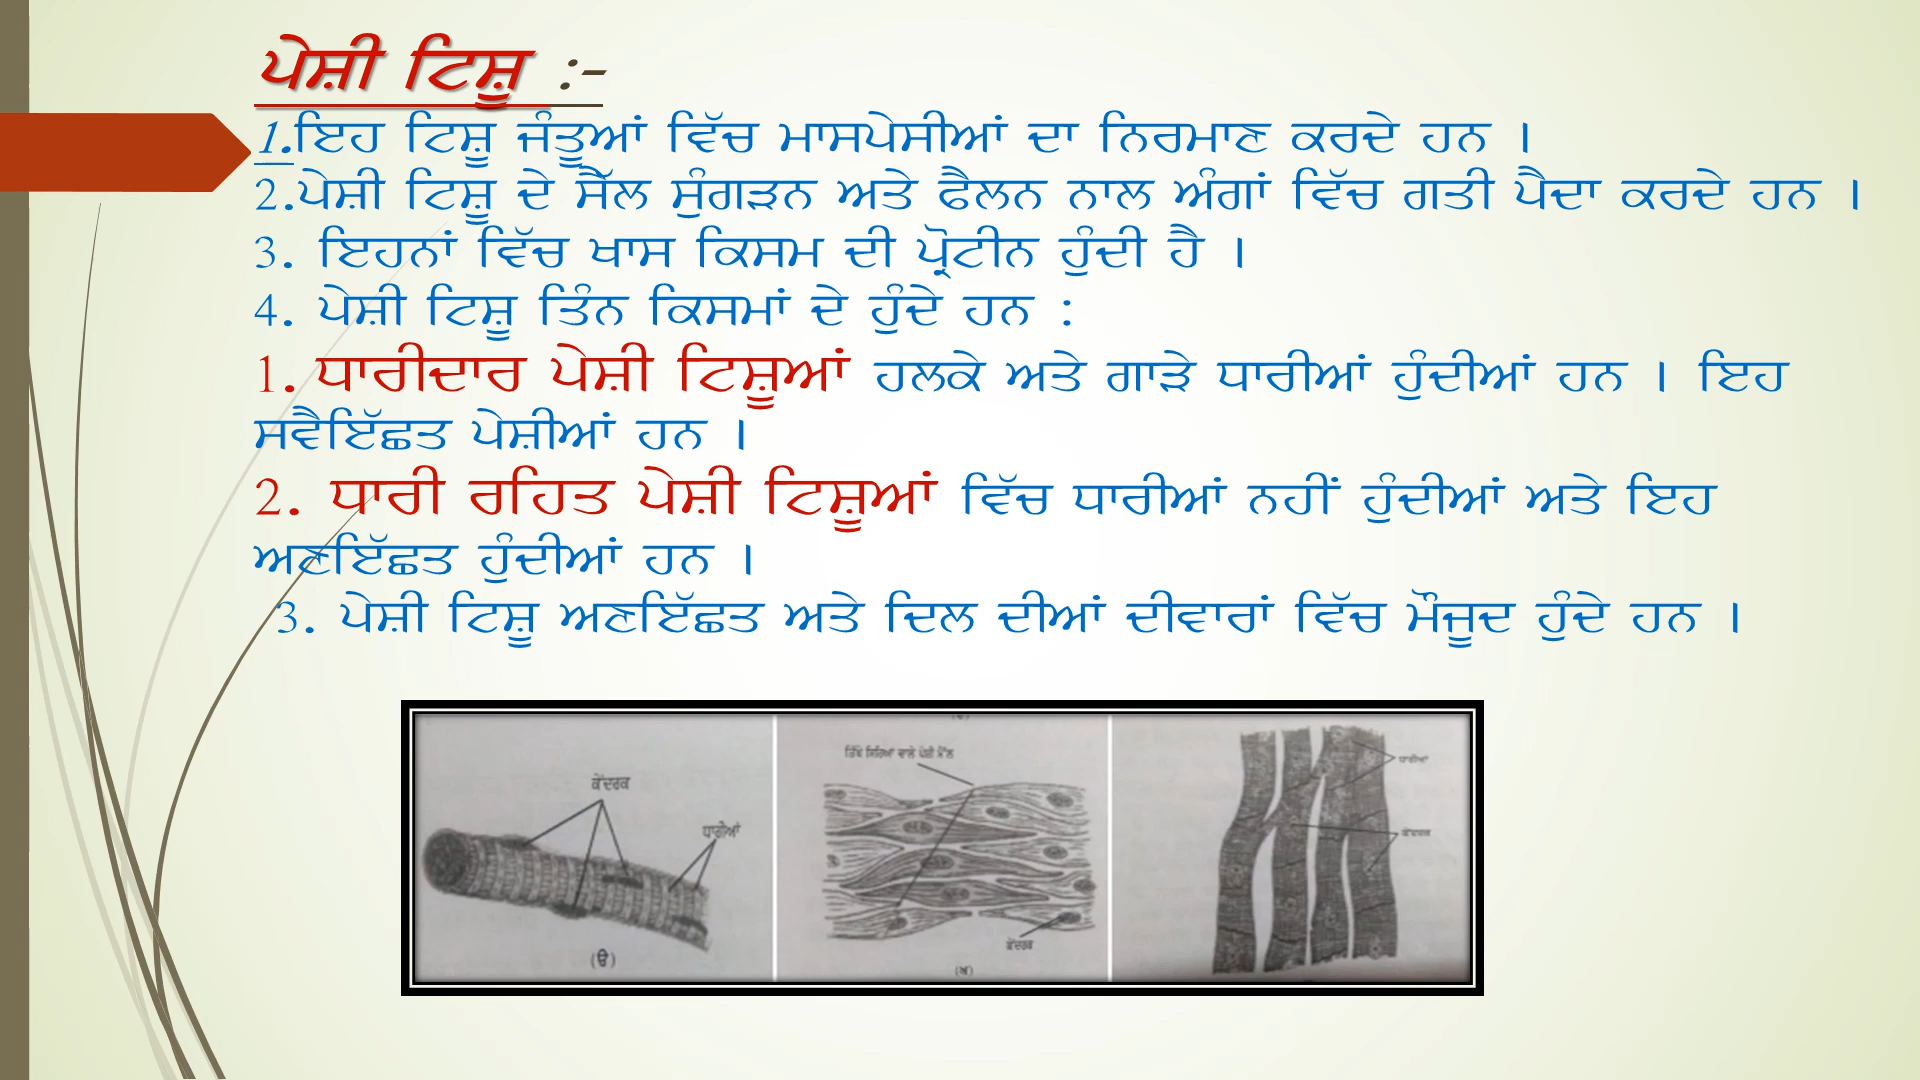 ਪੇਸ਼ੀ ਟਿਸ਼ੂ :-
1.ਇਹ ਟਿਸ਼ੂ ਜੰਤੂਆਂ ਵਿੱਚ ਮਾਸਪੇਸੀਆਂ ਦਾ ਨਿਰਮਾਣ ਕਰਦੇ ਹਨ ।
2.ਪੇਸ਼ੀ ਟਿਸ਼ੂ ਦੇ ਸੈੱਲ ਸੁੰਗੜਨ ਅਤੇ ਫੈਲਨ ਨਾਲ ਅੰਗਾਂ ਵਿੱਚ ਗਤੀ ਪੈਦਾ ਕਰਦੇ ਹਨ ।
3. ਇਹਨਾਂ ਵਿੱਚ ਖਾਸ ਕਿਸਮ ਦੀ ਪ੍ਰੋਟੀਨ ਹੁੰਦੀ ਹੈ ।
4. ਪੇਸ਼ੀ ਟਿਸ਼ੂ ਤਿੰਨ ਕਿਸਮਾਂ ਦੇ ਹੁੰਦੇ ਹਨ :
1. ਧਾਰੀਦਾਰ ਪੇਸ਼ੀ ਟਿਸ਼ੂਆਂ ਹਲਕੇ ਅਤੇ ਗਾੜੇ ਧਾਰੀਆਂ ਹੁੰਦੀਆਂ ਹਨ । ਇਹ
ਸਵੈਇੱਛਤ ਪੇਸ਼ੀਆਂ ਹਨ ।
2. ਧਾਰੀ ਰਹਿਤ ਪੇਸ਼ੀ ਟਿਸ਼ੂਆਂ ਵਿੱਚ ਧਾਰੀਆਂ ਨਹੀਂ ਹੁੰਦੀਆਂ ਅਤੇ ਇਹ
ਅਣਇੱਛਤ ਹੁੰਦੀਆਂ ਹਨ ।
3. ਪੇਸ਼ੀ ਟਿਸ਼ੂ ਅਣਇੱਛਤ ਅਤੇ ਦਿਲ ਦੀਆਂ ਦੀਵਾਰਾਂ ਵਿੱਚ ਮੌਜੂਦ ਹੁੰਦੇ ਹਨ ।
ਕੇਂਦਰਕ
ਧਾਰੀਆਂ
(ੳ)
ਤਿੱਖੇ ਸਿਰਿਆਂ ਵਾਲੇ ਪੇਸ਼ੀ ਸੈੱਲ
ਕੇਂਦਰਕ
(ਅ)
ਧਾਰੀਆਂ
ਕੇਂਦਰਕ